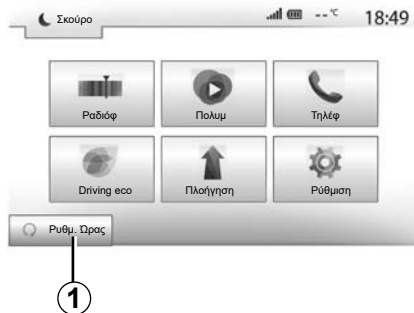 Σκούρο
--°C
18:49
Ραδιόφ
Πολυμ
Τηλέφ
Driving eco
Πλοήγηση
Ρύθμιση
Ρυθμ. Ώρας
1